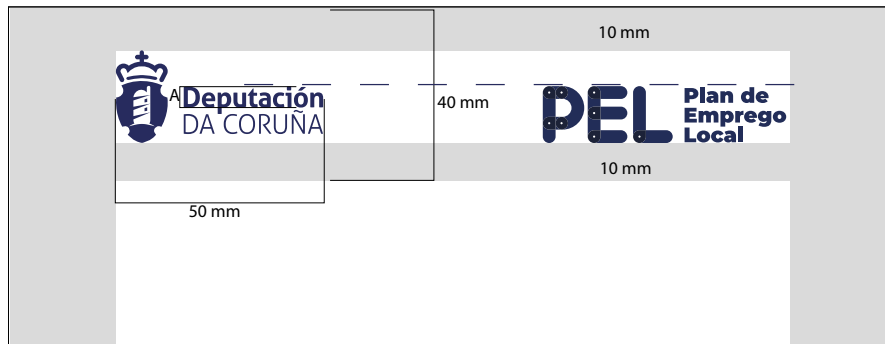 10 mm
A
Deputación
DA CORUÑA
40 mm
PEL
Plan de
Emprego
Local
10 mm
50 mm